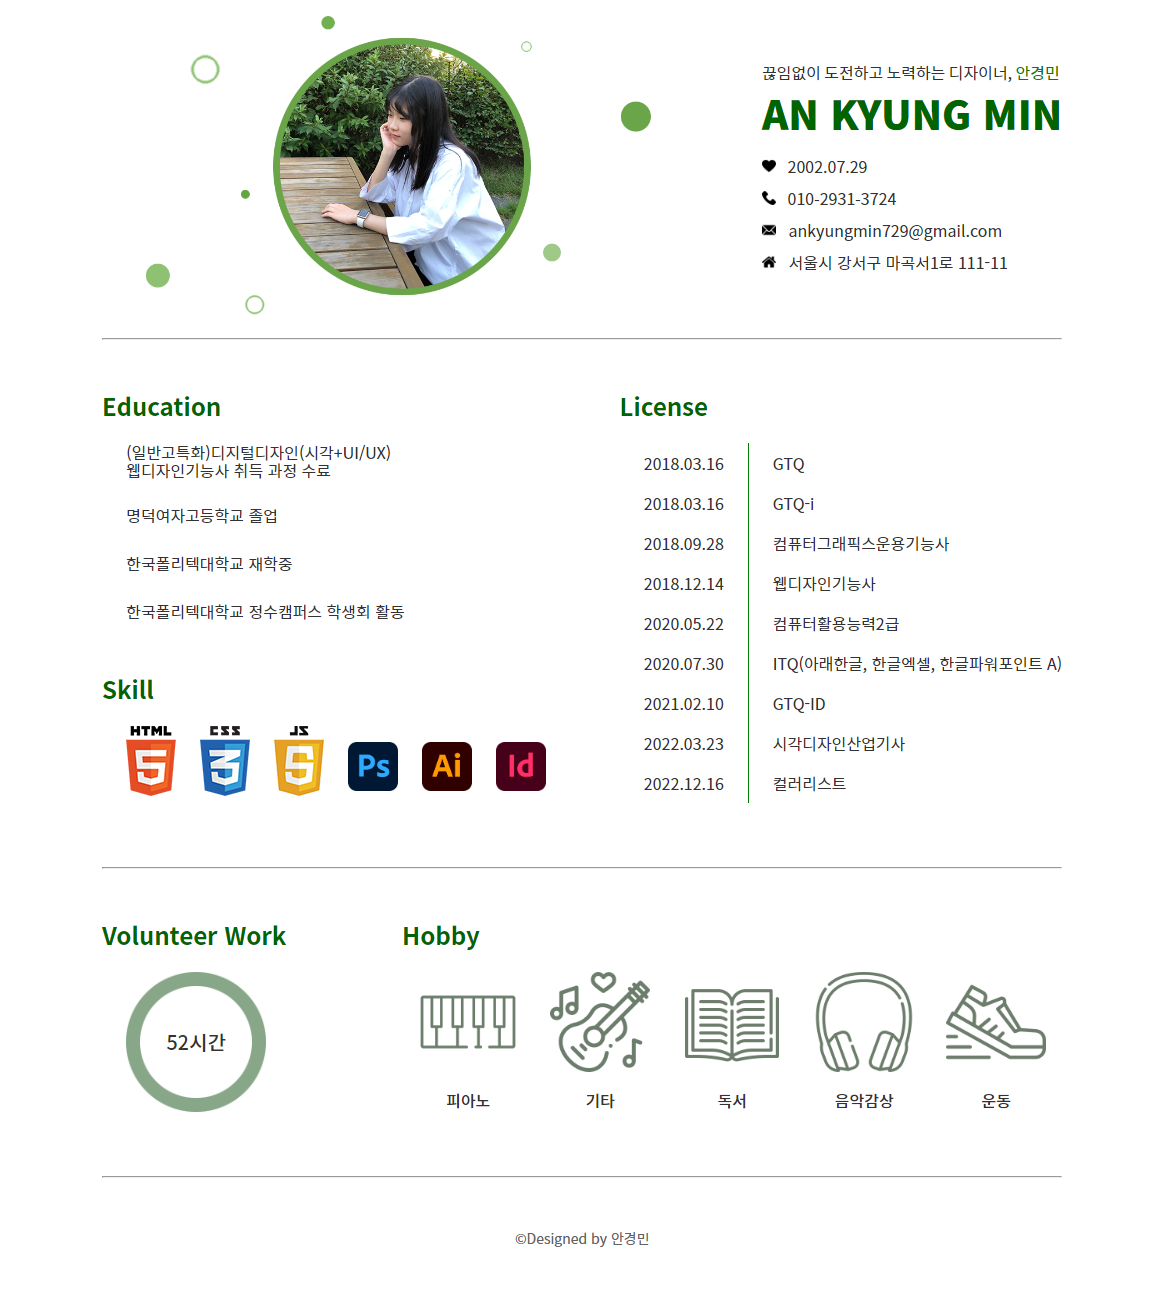 끊임없이 도전하고 노력하는 디자이너, 안경민
AN KYUNG MIN
2002.07.29
010-2931-3724
ankyungmin729@gmail.com
서울시 강서구 마곡서1로 111-11
Education
(일반고특화)디지털디자인(시각+UI/UX)
웹디자인기능사 취득 과정 수료
명덕여자고등학교 졸업
한국폴리텍대학교 재학중
한국폴리텍대학교 정수캠퍼스 학생회 활동
Skill
HTML 5 CSS 3 JS 5 Ps Ai Id
License
2018.03.16 GTQ
2018.03.16 GTQ-i
2018.09.28 컴퓨터그래픽스운용기능사
2018.12.14 웹디자인기능사
2020.05.22 컴퓨터활용능력2급
2020.07.30 ITQ(아래한글, 한글엑셀, 한글파워포인트 A)
2021.02.10 GTQ-ID
2022.03.23 시각디자인산업기사
2022.12.16 컬러리스트
Volunteer Work
52시간
Hobby
피아노 기타 독서 음악감상 운동
©Designed by 안경민